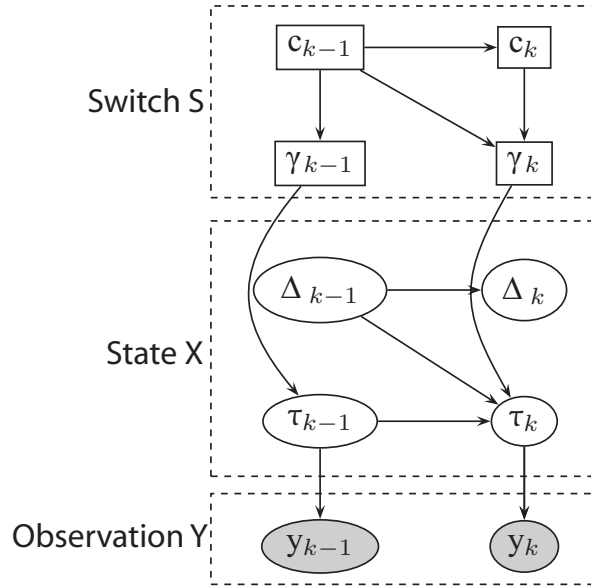 Switch S
c_{k−1} c_k
γ_{k−1} γ_k
State X
Δ_{k−1} Δ_k
τ_{k−1} τ_k
Observation Y
y_{k−1} y_k